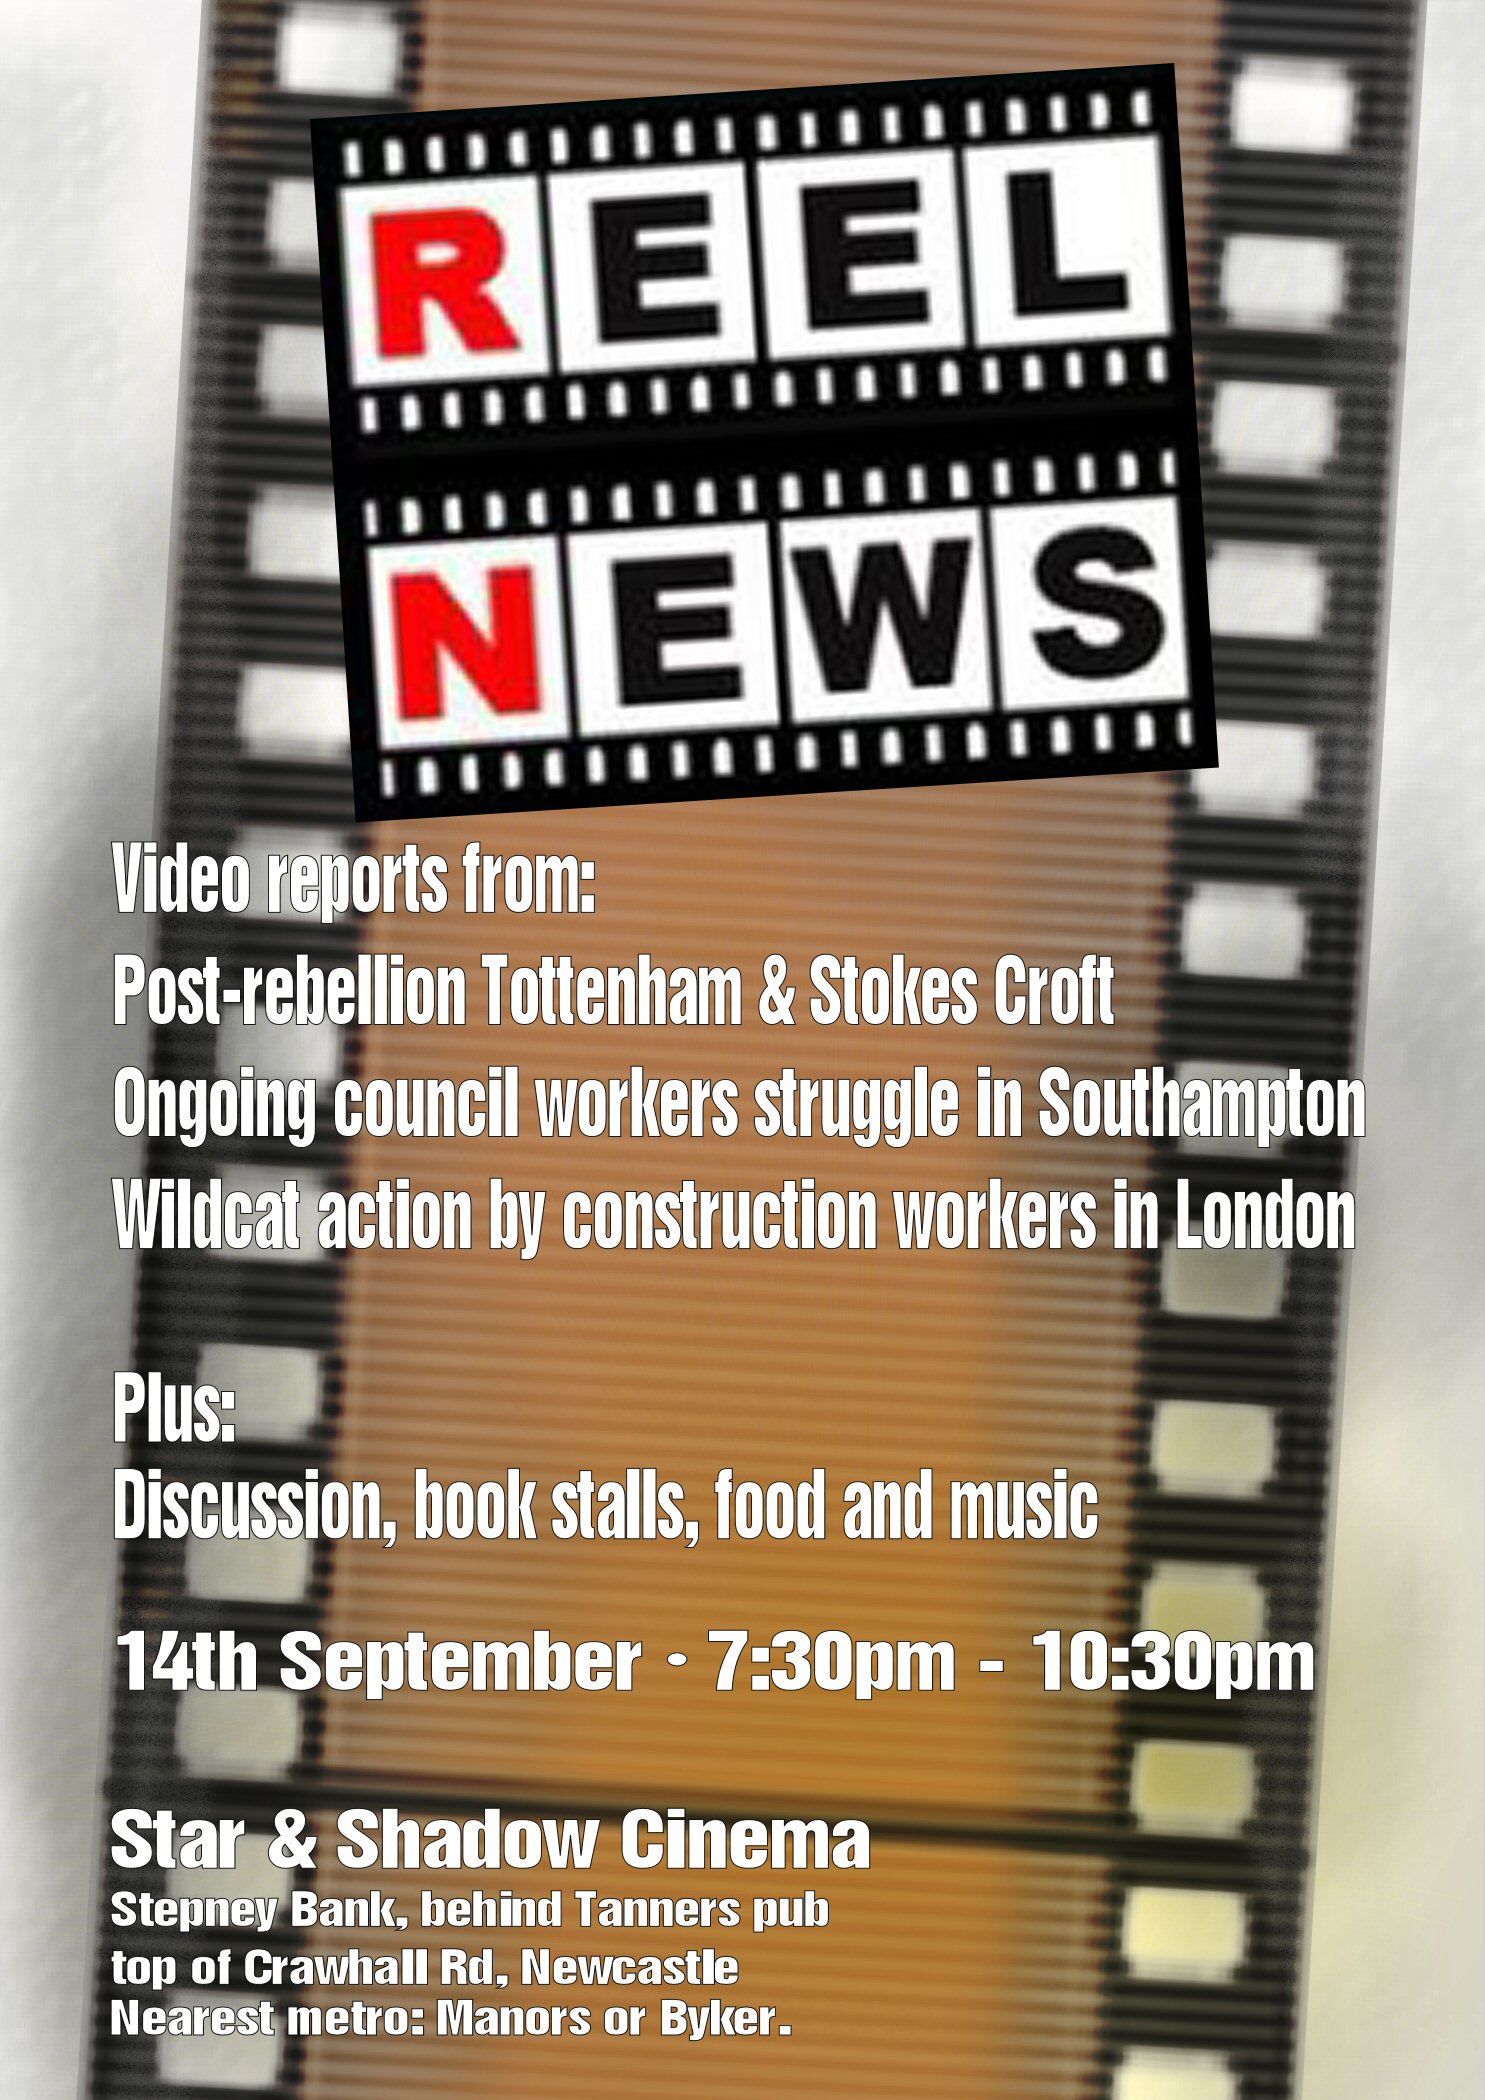 REEL
NEWS
Video reports from:
Post-rebellion Tottenham & Stokes Croft
Ongoing council workers struggle in Southampton
Wildcat action by construction workers in London
Plus:
Discussion, book stalls, food and music
14th September · 7:30pm - 10:30pm
Star & Shadow Cinema
Stepney Bank, behind Tanners pub
top of Crawhall Rd, Newcastle
Nearest metro: Manors or Byker.